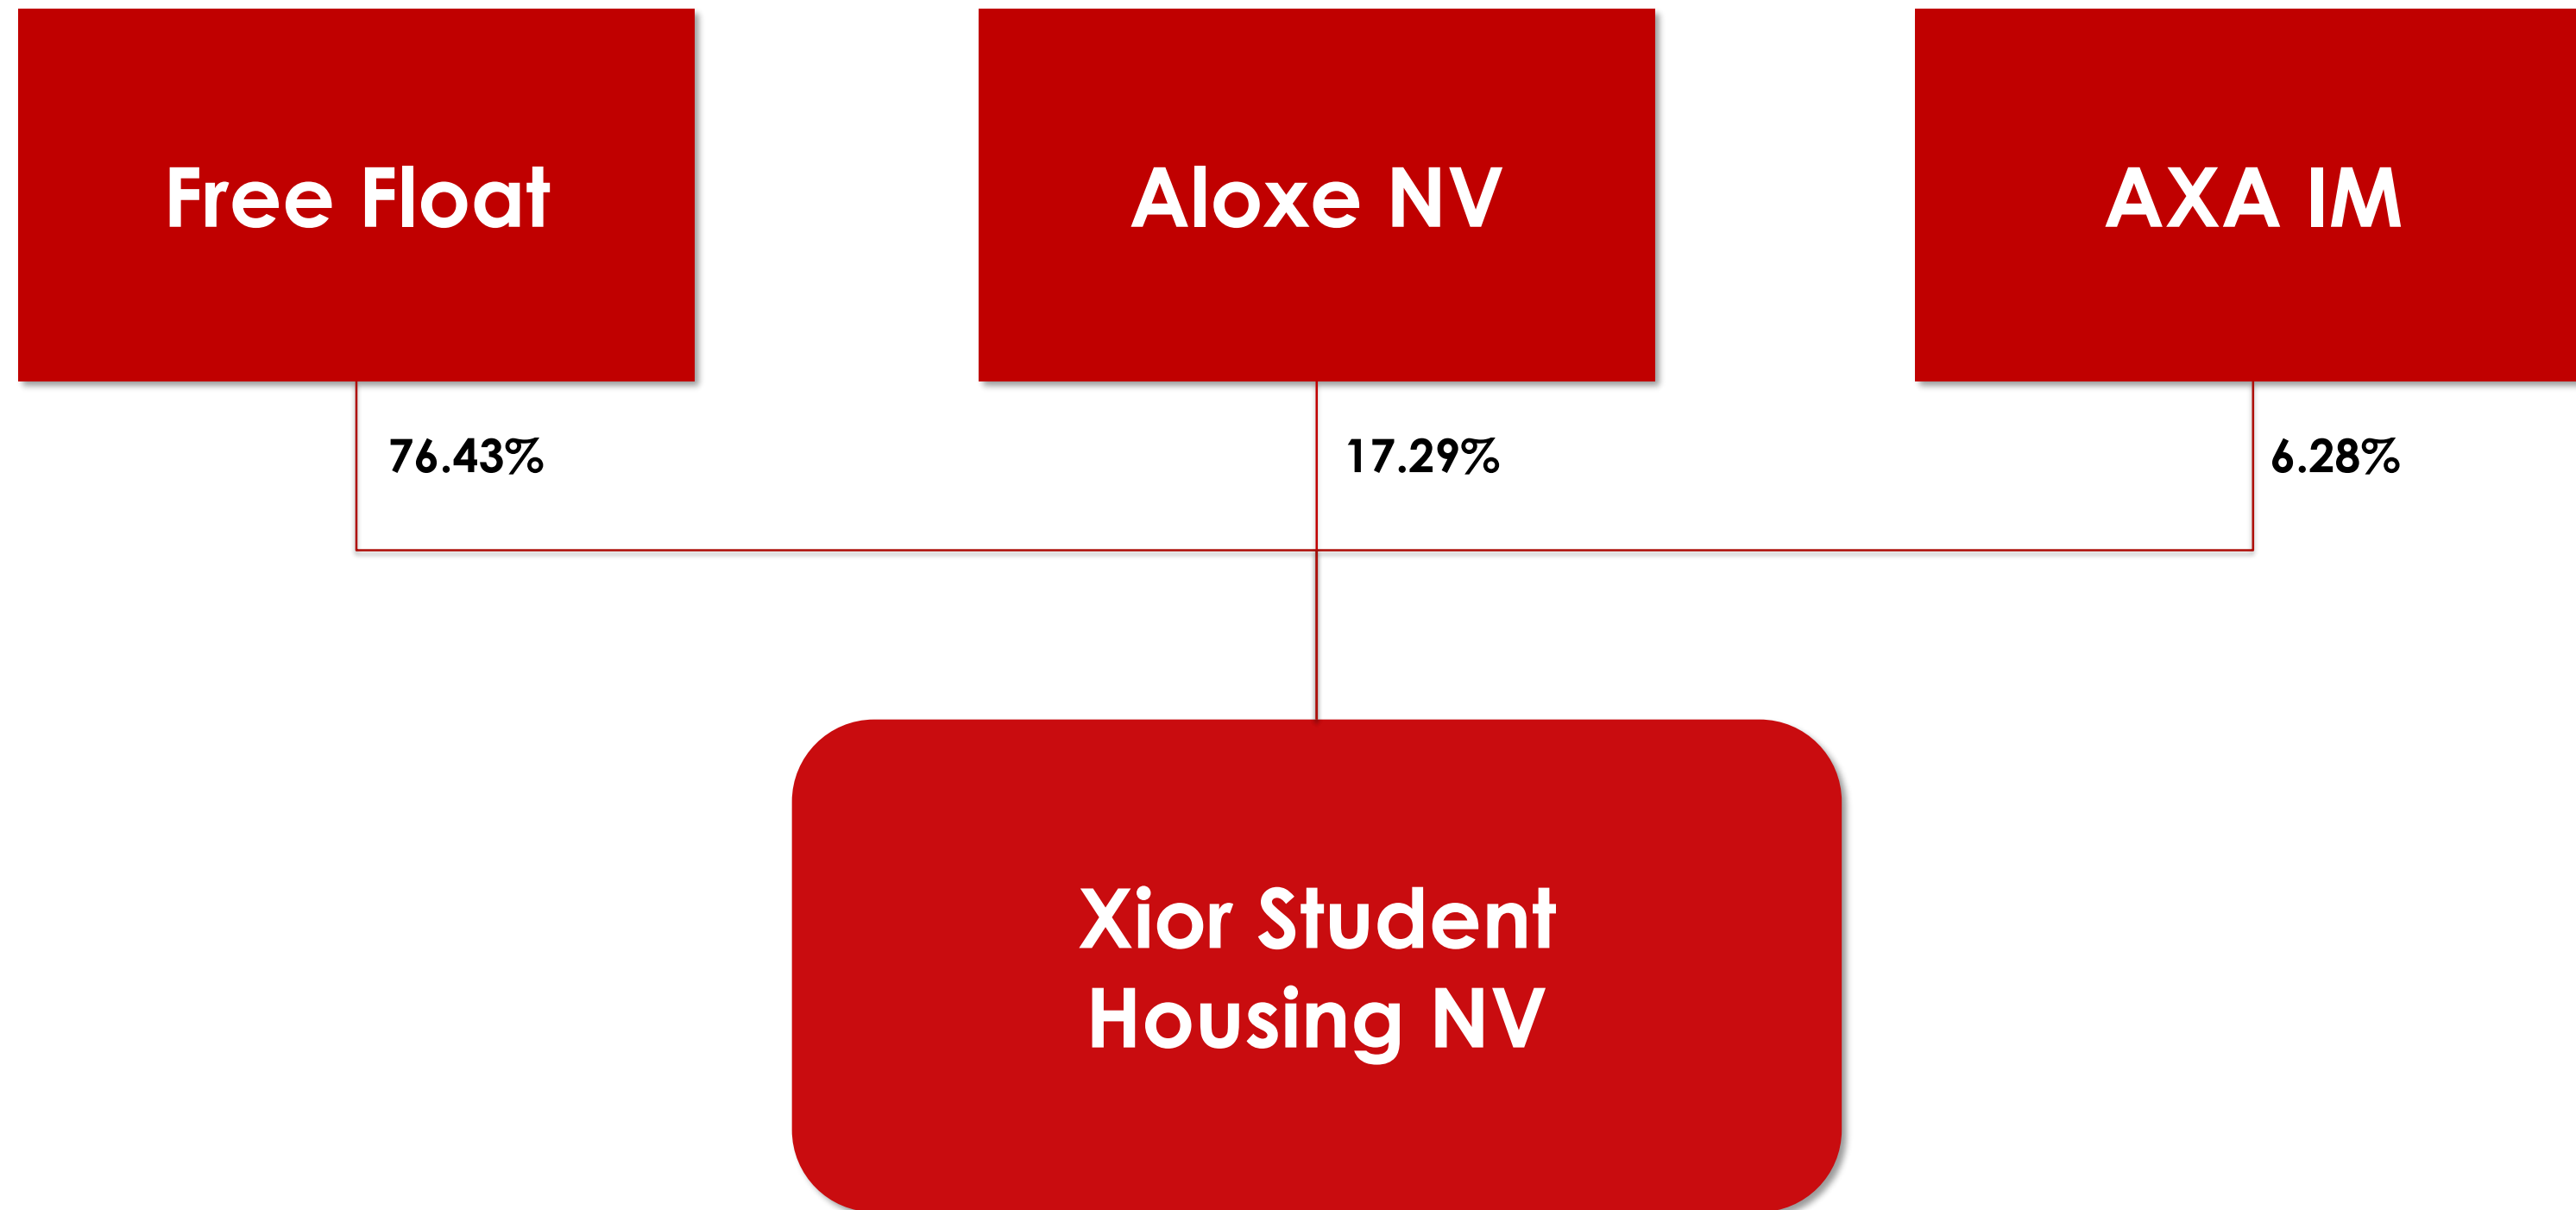 Free Float
Aloxe NV
AXA IM
76.43%
17.29%
6.28%
Xior Student
Housing NV